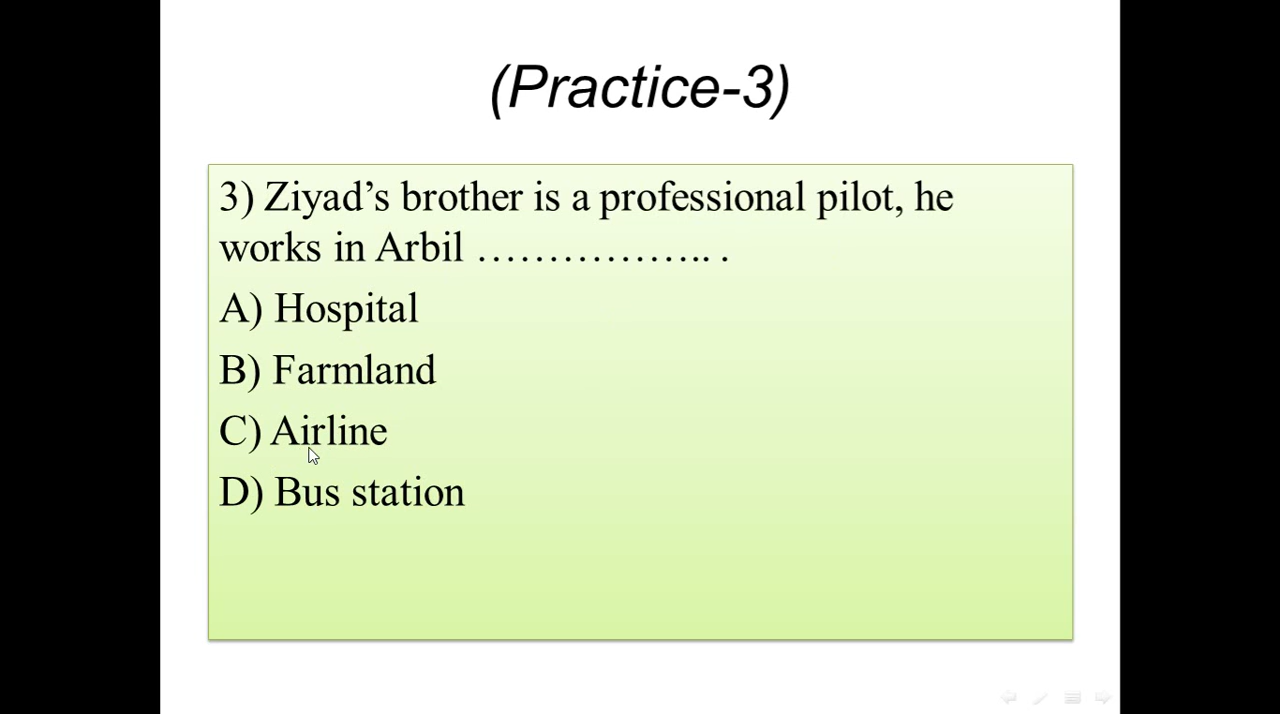 (Practice-3)
3) Ziyad’s brother is a professional pilot, he
works in Arbil ……………….. .
A) Hospital
B) Farmland
C) Airline
D) Bus station